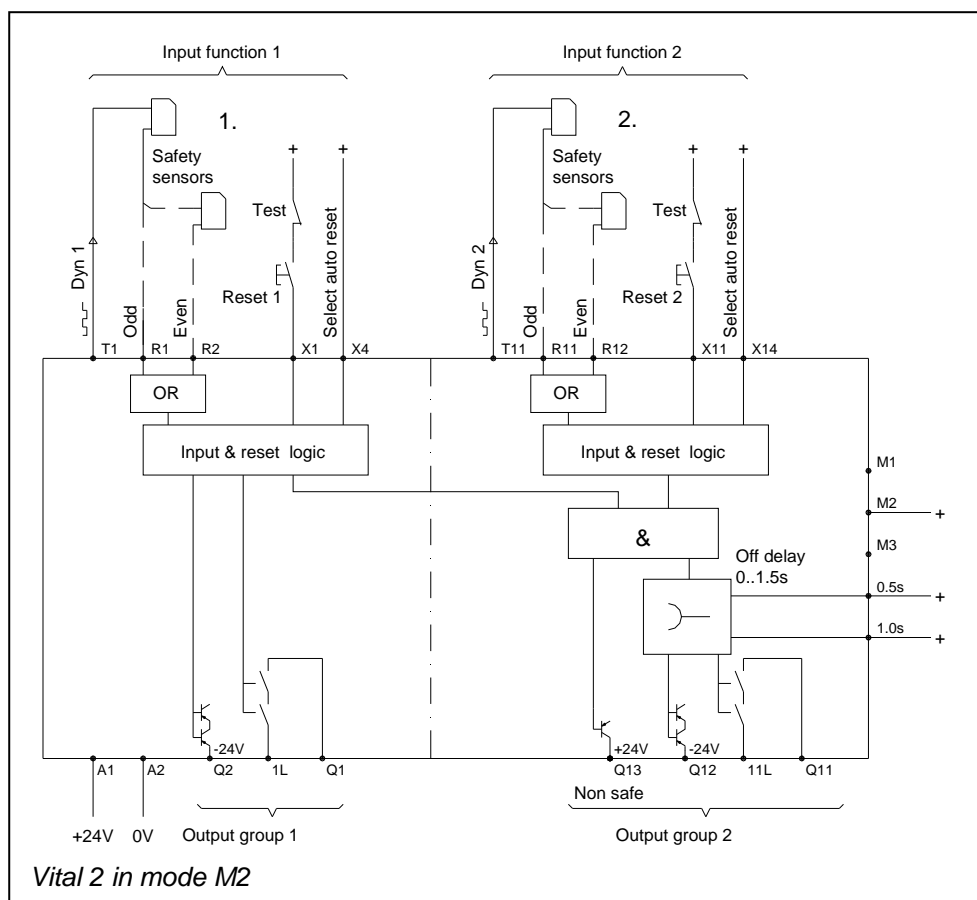 Input function 1
Input function 2
1.
2.
+ +
+ +
Safety
sensors
Safety
sensors
Test
Test
Dyn 1
Odd
Even
Reset 1
Select auto reset
Dyn 2
Odd
Even
Reset 2
Select auto reset
T1 R1 R2 X1 X4
T11 R11 R12 X11 X14
OR
OR
Input & reset logic
Input & reset logic
M1
M2 +
&
M3
Off delay
0..1.5s
0.5s +
1.0s +
-24V
+24V -24V
A1 A2 Q2 1L Q1
Q13 Q12 11L Q11
Non safe
+24V 0V
Output group 1
Output group 2
Vital 2 in mode M2